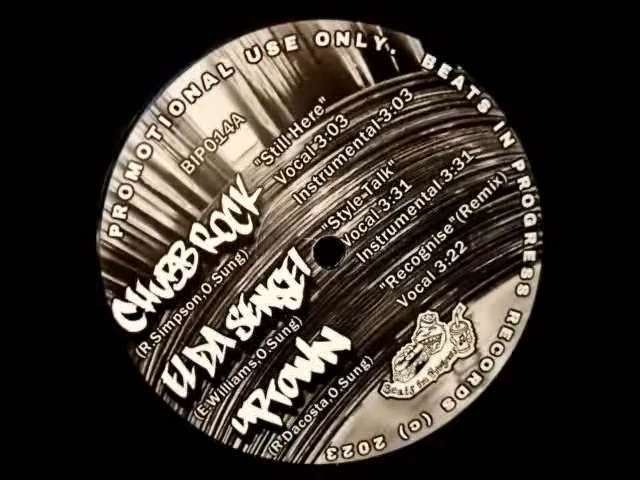 PROMOTIONAL USE ONLY.
BEATS IN PROGRESS RECORDS (c) 2023
BIP014A
CHUBB ROCK
(R.Simpson,O.Sung)
"Still-Here"
Vocal-3:03
Instrumental-3:03
EL DA SENSEI
(E.Williams,O.Sung)
"Style-Talk"
Vocal-3:31
Instrumental-3:31
UPTOWN
(R.Dacosta,O.Sung)
"Recognise"(Remix)
Vocal 3:22
Beats